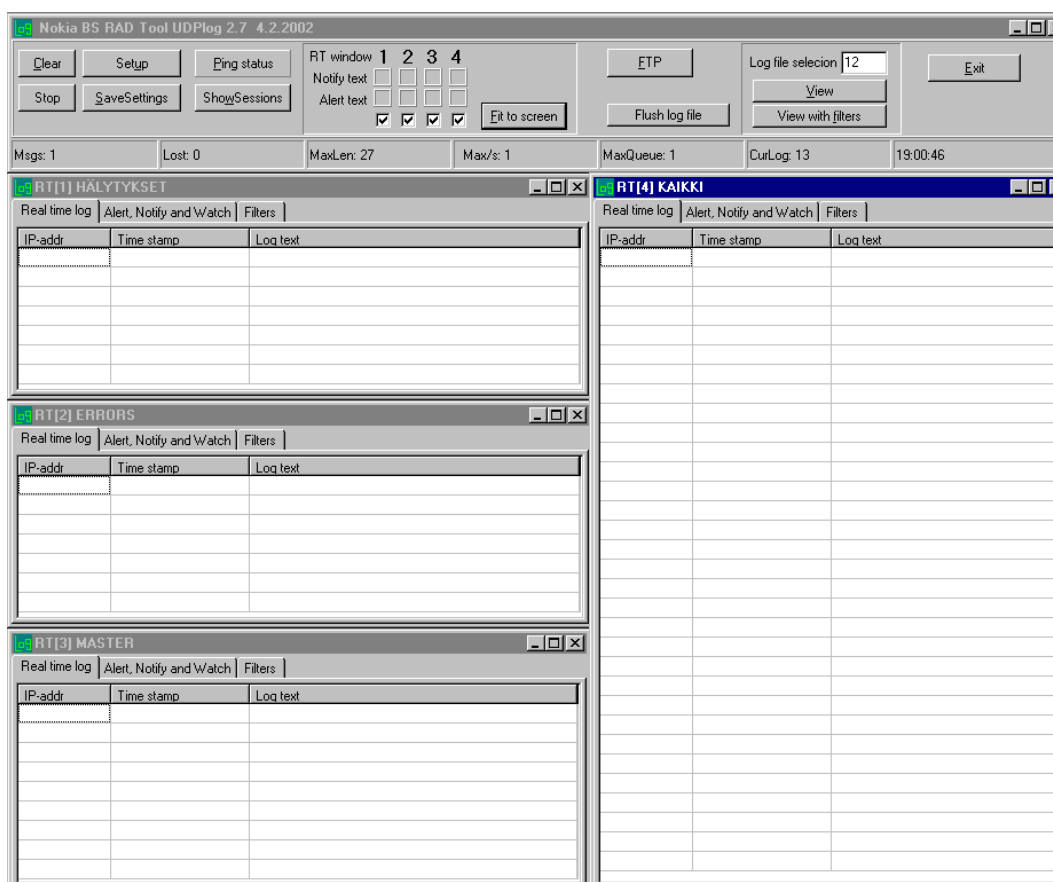 Nokia BS RAD Tool UDPlog 2.7 4.2.2002
Clear Setup Ping status
Stop SaveSettings ShowSessions
RT window 1 2 3 4
Notify text
Alert text
Fit to screen
FTP
Flush log file
Log file selecion 12
View
View with filters
Exit
Msgs: 1 Lost: 0 MaxLen: 27 Max/s: 1 MaxQueue: 1 CurLog: 13 19:00:46
RT[1] HÄLYTYKSET
Real time log Alert, Notify and Watch Filters
IP-addr Time stamp Log text
RT[2] ERRORS
Real time log Alert, Notify and Watch Filters
IP-addr Time stamp Log text
RT[3] MASTER
Real time log Alert, Notify and Watch Filters
IP-addr Time stamp Log text
RT[4] KAIKKI
Real time log Alert, Notify and Watch Filters
IP-addr Time stamp Log text